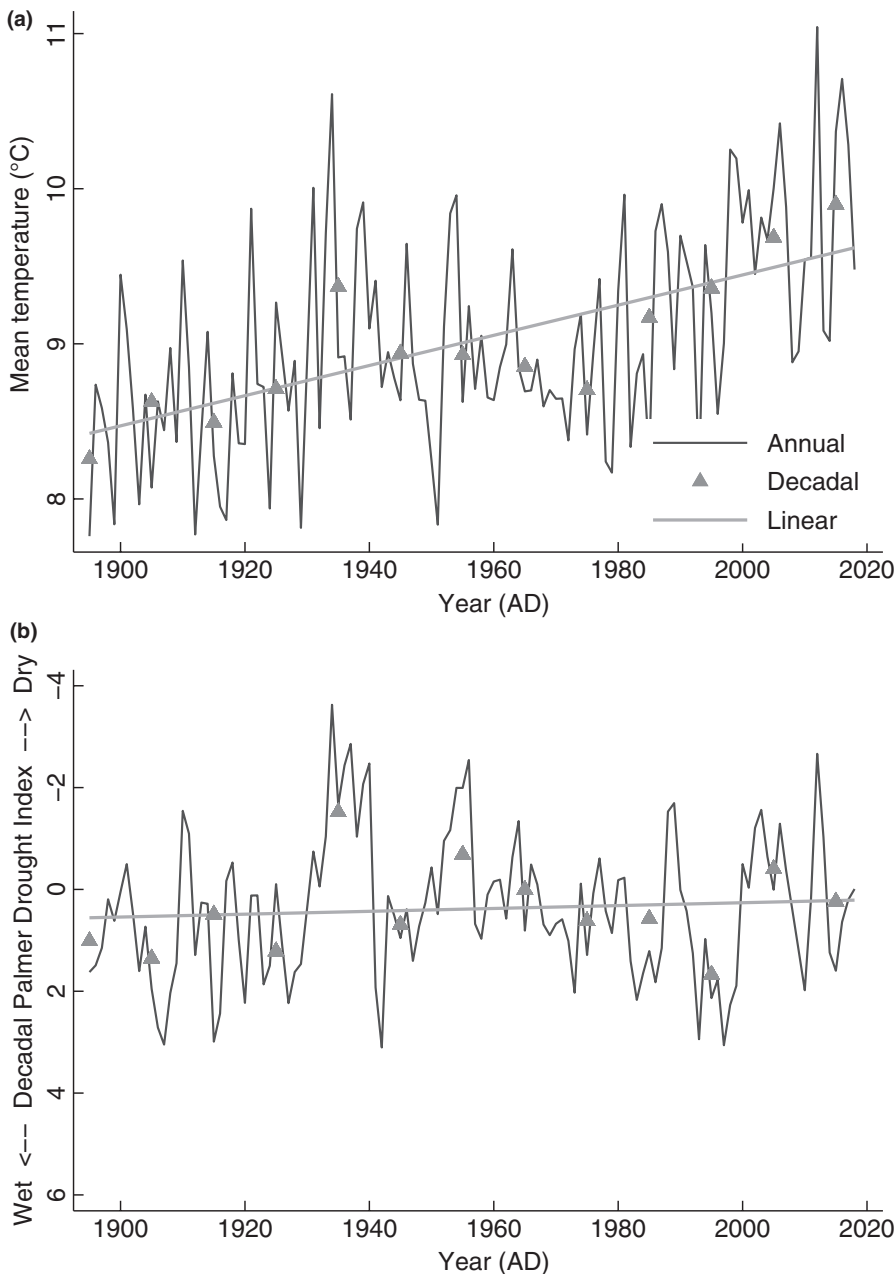 (a)
Mean temperature (°C)
11
10
9
8
Annual
Decadal
Linear
1900 1920 1940 1960 1980 2000 2020
Year (AD)
(b)
Wet <–– Decadal Palmer Drought Index ––> Dry
–4
–2
0
2
4
6
1900 1920 1940 1960 1980 2000 2020
Year (AD)